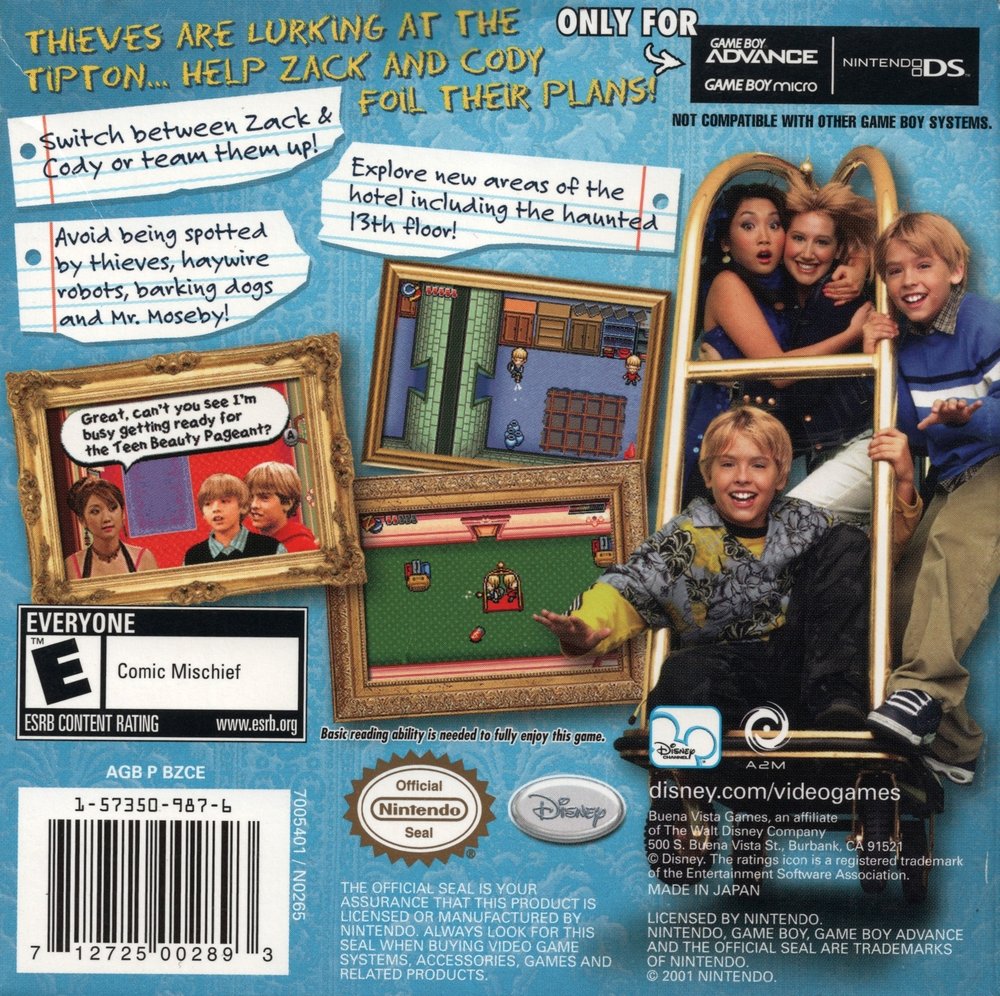 THIEVES ARE LURKING AT THE
TIPTON... HELP ZACK AND CODY
FOIL THEIR PLANS!
ONLY FOR
GAME BOY
ADVANCE
GAME BOY micro
NINTENDO DS™
NOT COMPATIBLE WITH OTHER GAME BOY SYSTEMS.
Switch between Zack &
Cody or team them up!
Explore new areas of the
hotel including the haunted
13th floor!
Avoid being spotted
by thieves, haywire
robots, barking dogs
and Mr. Moseby!
Great, can't you see I'm
busy getting ready for
the Teen Beauty Pageant?
A
EVERYONE
TM
E
Comic Mischief
ESRB CONTENT RATING www.esrb.org
Basic reading ability is needed to fully enjoy this game.
AGB P BZCE
1-57350-987-6
7 12725 00289 3
7005401 / N0265
Official
Nintendo
Seal
®
Disney
THE OFFICIAL SEAL IS YOUR
ASSURANCE THAT THIS PRODUCT IS
LICENSED OR MANUFACTURED BY
NINTENDO. ALWAYS LOOK FOR THIS
SEAL WHEN BUYING VIDEO GAME
SYSTEMS, ACCESSORIES, GAMES AND
RELATED PRODUCTS.
Disney
CHANNEL
A2M
disney.com/videogames
Buena Vista Games, an affiliate
of The Walt Disney Company
500 S. Buena Vista St., Burbank, CA 91521
© Disney. The ratings icon is a registered trademark
of the Entertainment Software Association.
MADE IN JAPAN
LICENSED BY NINTENDO.
NINTENDO, GAME BOY, GAME BOY ADVANCE
AND THE OFFICIAL SEAL ARE TRADEMARKS
OF NINTENDO.
© 2001 NINTENDO.